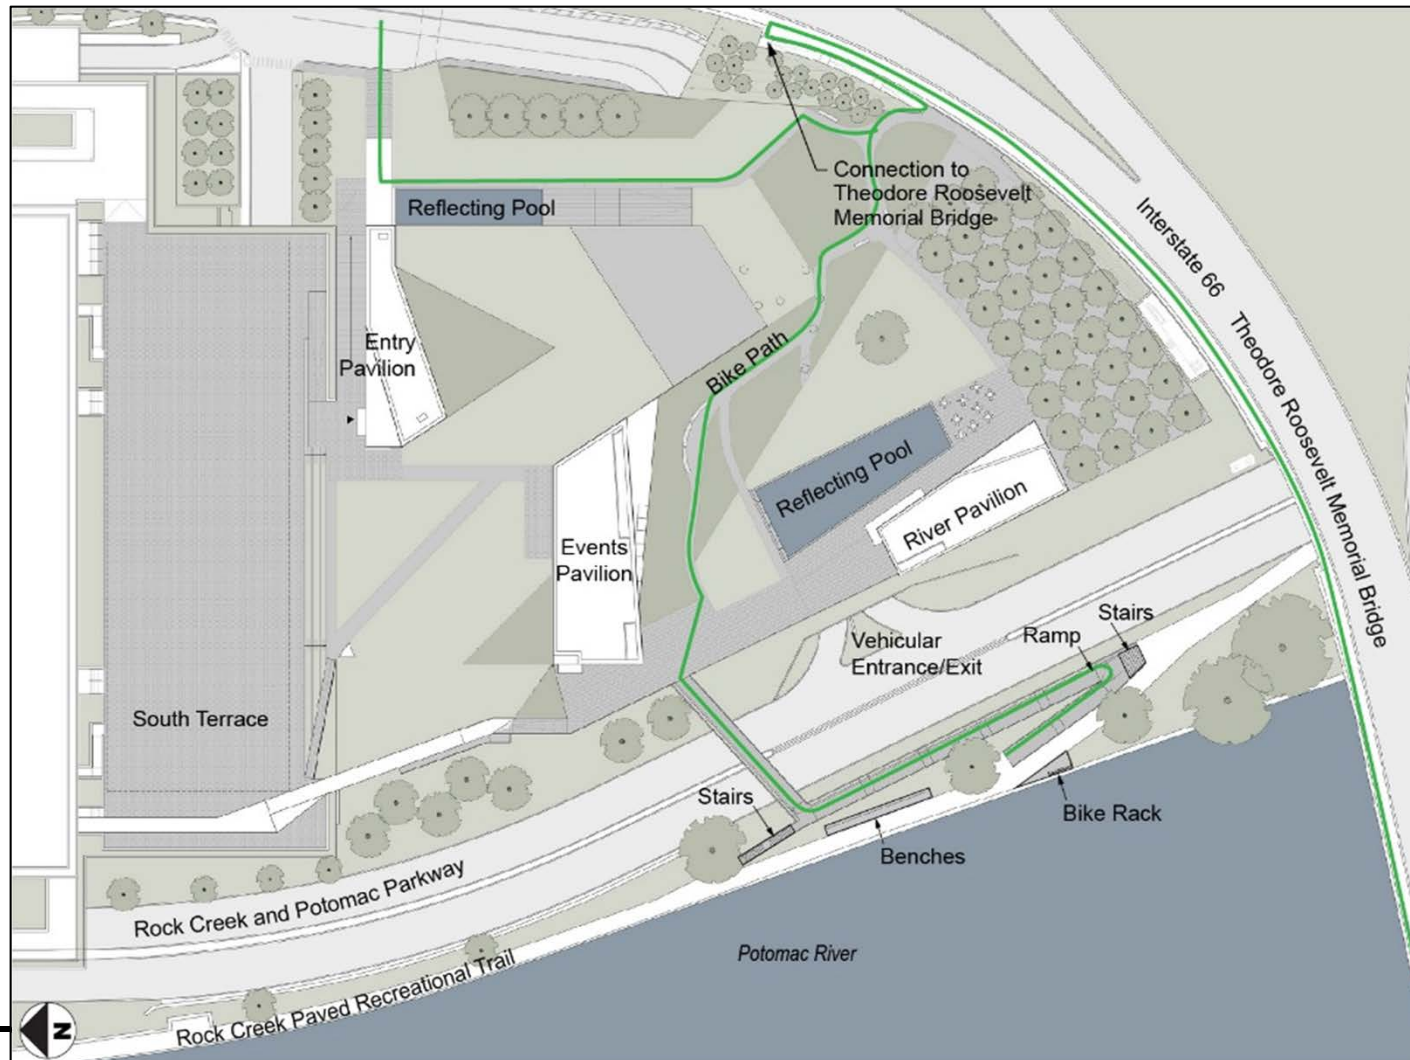 Connection to
Theodore Roosevelt
Memorial Bridge
Reflecting Pool
Interstate 66
Theodore Roosevelt Memorial Bridge
Entry
Pavilion
Bike Path
Reflecting Pool
River Pavilion
Events
Pavilion
Vehicular
Entrance/Exit
Ramp
Stairs
South Terrace
Stairs
Bike Rack
Benches
Rock Creek and Potomac Parkway
Potomac River
Rock Creek Paved Recreational Trail
N